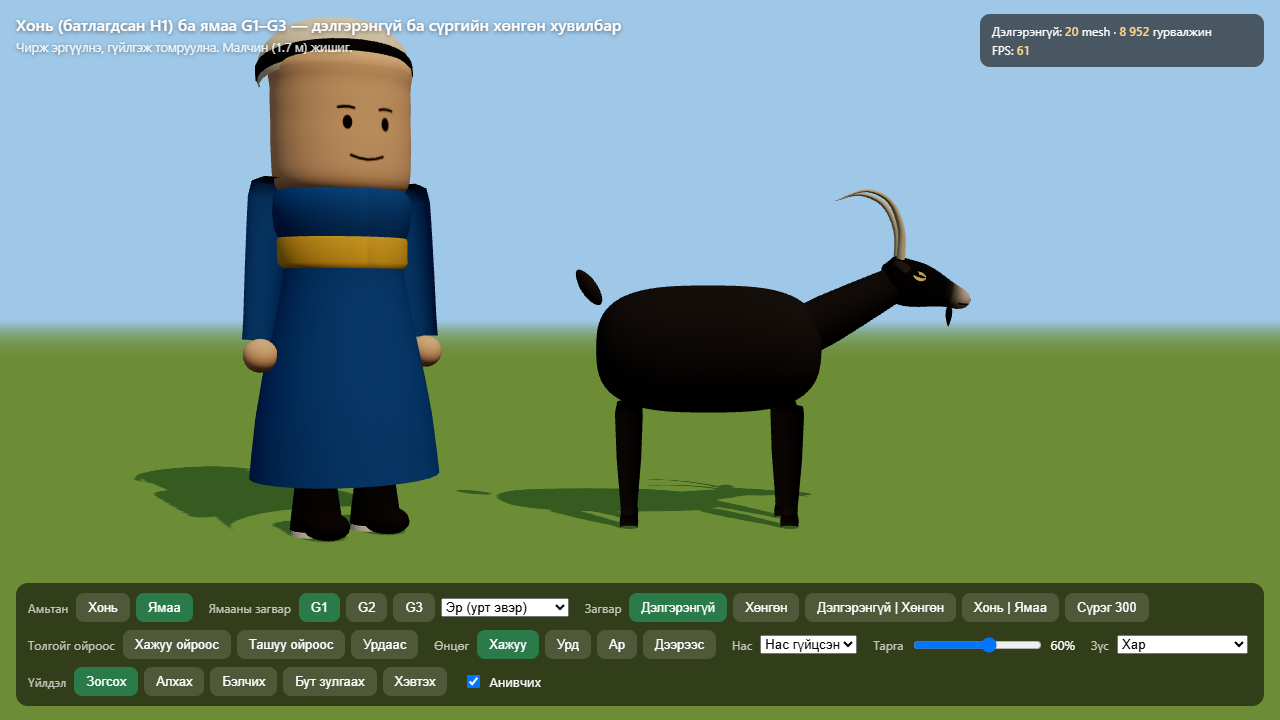 Хонь (батлагдсан H1) ба ямаа G1–G3 — дэлгэрэнгүй ба сүргийн хөнгөн хувилбар
Чирж эргүүлнэ, гүйлгэж томруулна. Малчин (1.7 м) жишиг.
Дэлгэрэнгүй: 20 mesh · 8 952 гурвалжин
FPS: 61
Амьтан Хонь Ямаа Ямааны загвар G1 G2 G3 Эр (урт эвэр) Загвар Дэлгэрэнгүй Хөнгөн Дэлгэрэнгүй | Хөнгөн Хонь | Ямаа Сүрэг 300
Толгойг ойроос Хажуу ойроос Ташуу ойроос Урдаас Өнцөг Хажуу Урд Ар Дээрээс Нас Нас гүйцсэн Тарга 60% Зүс Хар
Үйлдэл Зогсох Алхах Бэлчих Бут зулгаах Хэвтэх Анивчих